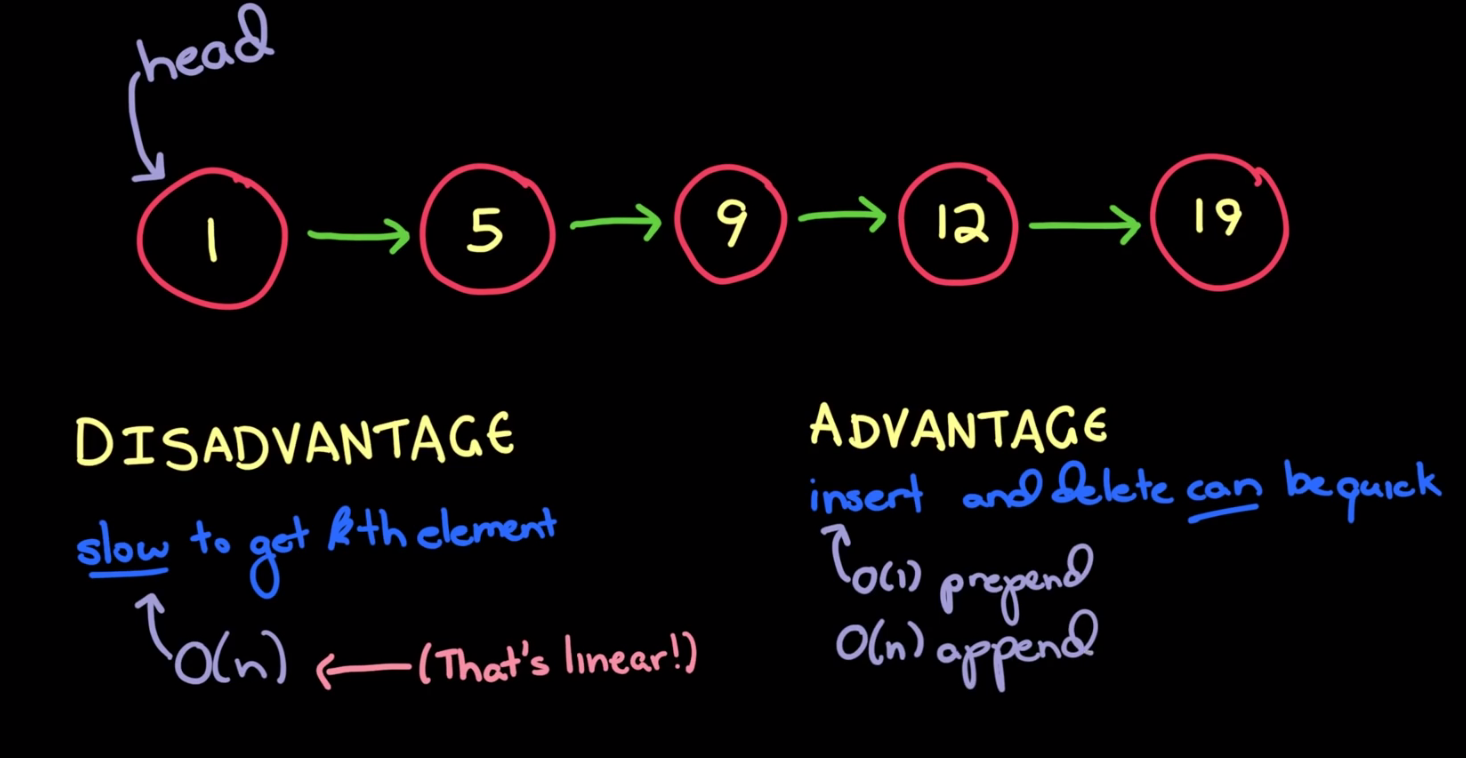 head
1 5 9 12 19
DISADVANTAGE
slow to get kth element
O(n) (That's linear!)
ADVANTAGE
insert and delete can be quick
O(1) prepend
O(n) append